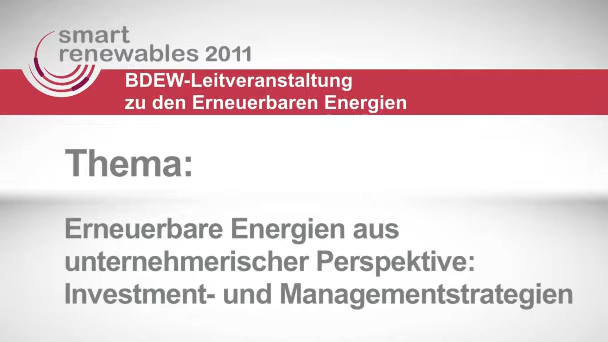 smart
renewables 2011
BDEW-Leitveranstaltung
zu den Erneuerbaren Energien
Thema:
Erneuerbare Energien aus
unternehmerischer Perspektive:
Investment- und Managementstrategien